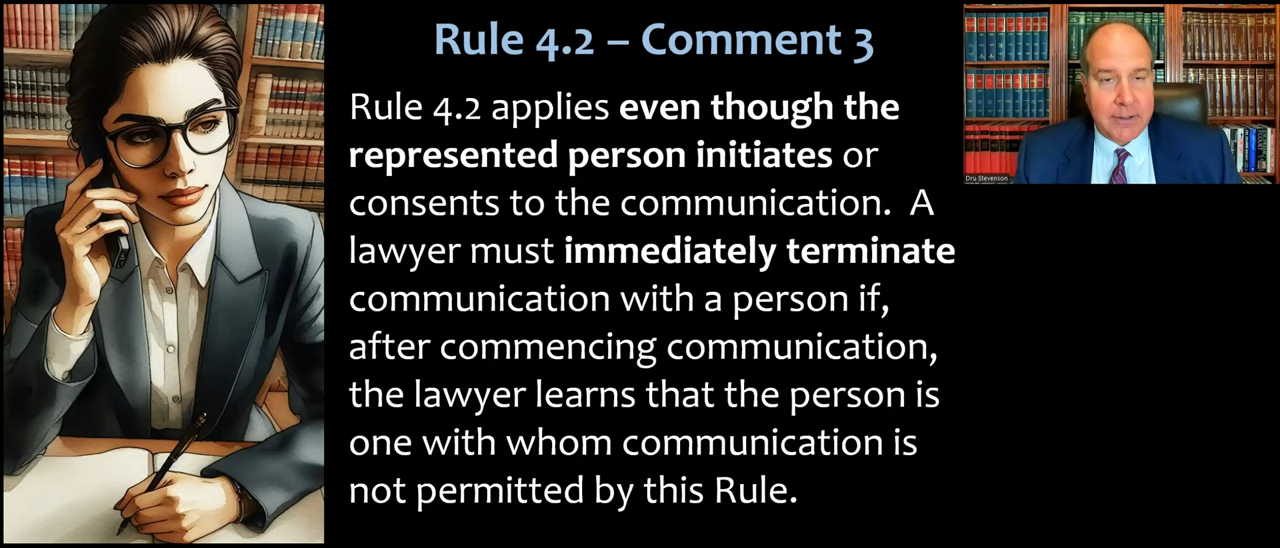 Rule 4.2 – Comment 3
Rule 4.2 applies even though the
represented person initiates or
consents to the communication.  A
lawyer must immediately terminate
communication with a person if,
after commencing communication,
the lawyer learns that the person is
one with whom communication is
not permitted by this Rule.
Dru Stevenson